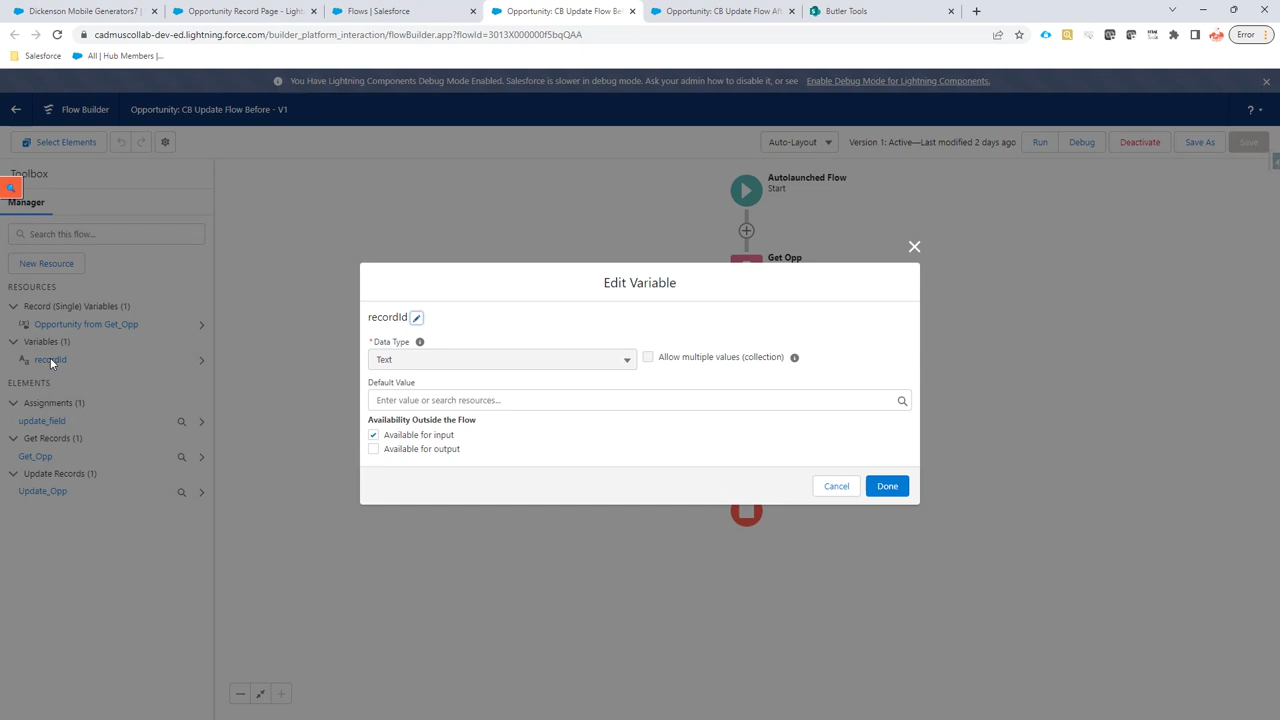 Dickenson Mobile Generators7 |
Opportunity Record Page - Light
Flows | Salesforce
Opportunity: CB Update Flow Be
Opportunity: CB Update Flow Aft
Butler Tools
cadmuscollab-dev-ed.lightning.force.com/builder_platform_interaction/flowBuilder.app?flowId=3013X000000f5bqQAA
Error
Salesforce
All | Hub Members |...
You Have Lightning Components Debug Mode Enabled. Salesforce is slower in debug mode. Ask your admin how to disable it, or see Enable Debug Mode for Lightning Components.
Flow Builder
Opportunity: CB Update Flow Before - V1
?
Select Elements
Auto-Layout
Version 1: Active—Last modified 2 days ago
Run
Debug
Deactivate
Save As
Save
Toolbox
Manager
Search this flow...
New Resource
RESOURCES
Record (Single) Variables (1)
Opportunity from Get_Opp
Variables (1)
recordId
ELEMENTS
Assignments (1)
update_field
Get Records (1)
Get_Opp
Update Records (1)
Update_Opp
Autolaunched Flow
Start
Get Opp
Edit Variable
recordId
*Data Type
Text
Allow multiple values (collection)
Default Value
Enter value or search resources...
Availability Outside the Flow
Available for input
Available for output
Cancel
Done